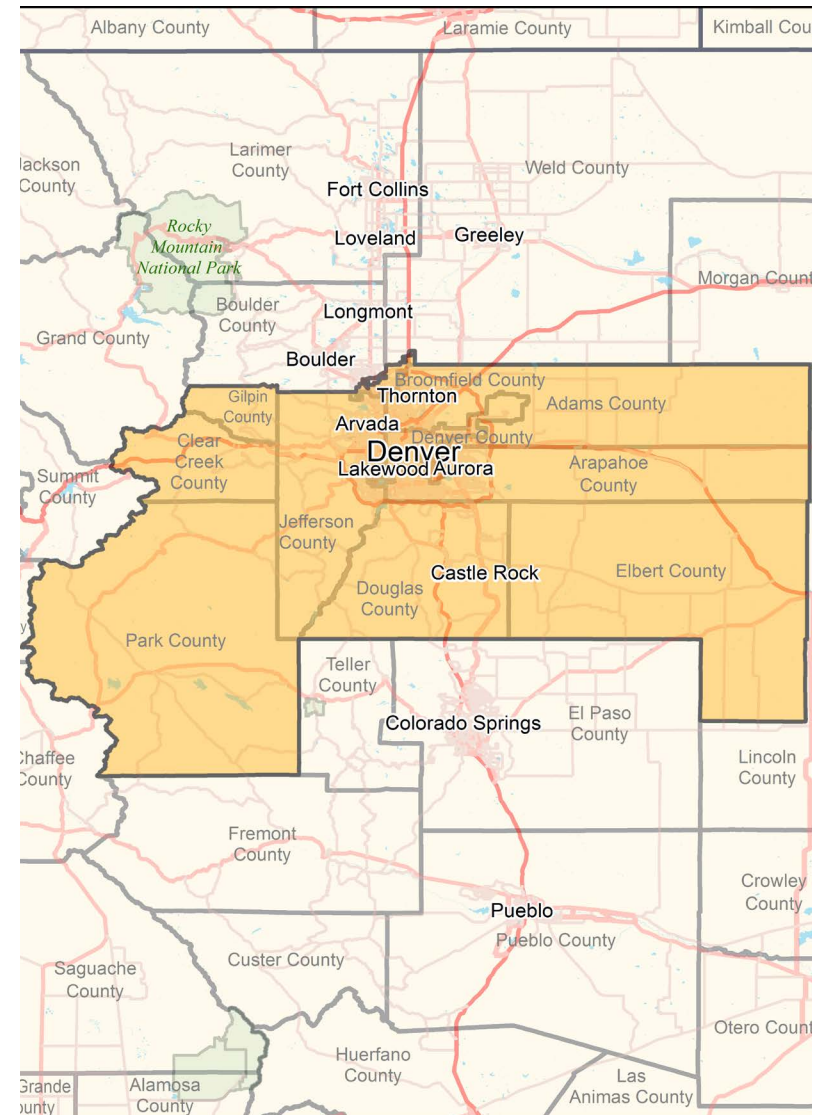 Albany County
Laramie County
Kimball Cou
Larimer
County
Jackson
County
Weld County
Fort Collins
Rocky
Mountain
National Park
Loveland
Greeley
Morgan Count
Boulder
County
Longmont
Grand County
Boulder
Broomfield County
Gilpin
County
Thornton
Adams County
Arvada
Denver County
Clear
Creek
County
Denver
Lakewood
Aurora
Arapahoe
County
Summit
County
Jefferson
County
Castle Rock
Elbert County
Douglas
County
y
Park County
Teller
County
Colorado Springs
El Paso
County
Chaffee
County
Lincoln
County
Fremont
County
Crowley
County
Pueblo
Pueblo County
Custer County
Saguache
County
Otero Count
Huerfano
County
Las
Animas County
Grande
ounty
Alamosa
County